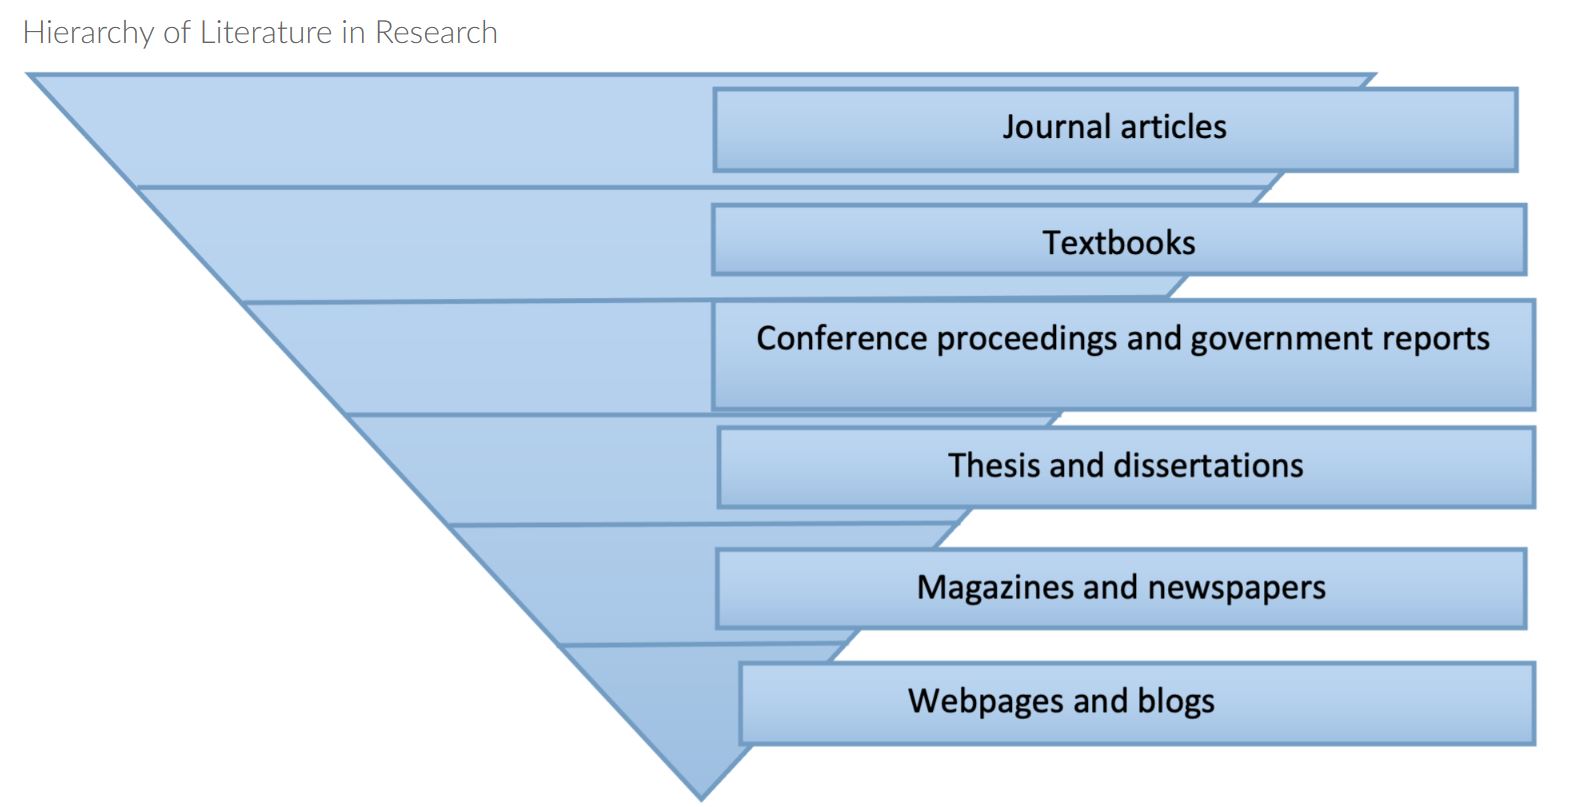 Hierarchy of Literature in Research
Journal articles
Textbooks
Conference proceedings and government reports
Thesis and dissertations
Magazines and newspapers
Webpages and blogs